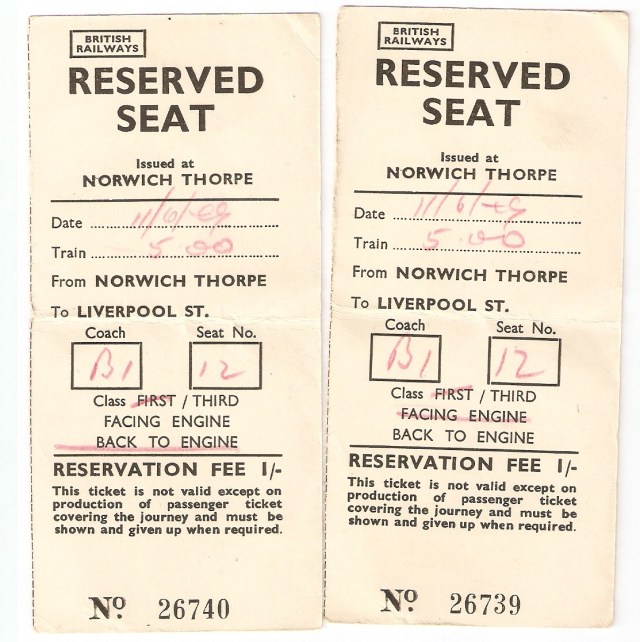 BRITISH
RAILWAYS
RESERVED
SEAT
Issued at
NORWICH THORPE
Date 11/6/49
Train 5.00
From NORWICH THORPE
To LIVERPOOL ST.
Coach Seat No.
B1 12
Class FIRST / THIRD
FACING ENGINE
BACK TO ENGINE
RESERVATION FEE 1/-
This ticket is not valid except on
production of passenger ticket
covering the journey and must be
shown and given up when required.
No. 26740
BRITISH
RAILWAYS
RESERVED
SEAT
Issued at
NORWICH THORPE
Date 11/6/49
Train 5.00
From NORWICH THORPE
To LIVERPOOL ST.
Coach Seat No.
B1 12
Class FIRST / THIRD
FACING ENGINE
BACK TO ENGINE
RESERVATION FEE 1/-
This ticket is not valid except on
production of passenger ticket
covering the journey and must be
shown and given up when required.
No. 26739